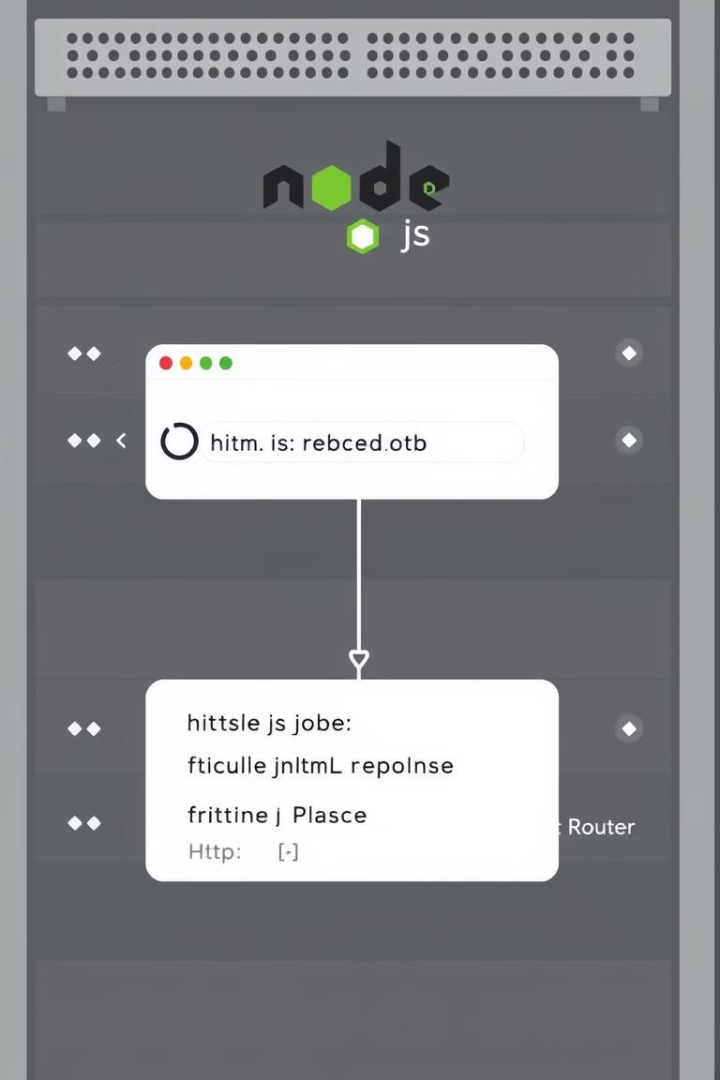 node
js
hitm. is: rebced.otb
hittsle js jobe:
fticulle jnltmL repolnse
frittine j Plasce
Http: [-]
t Router